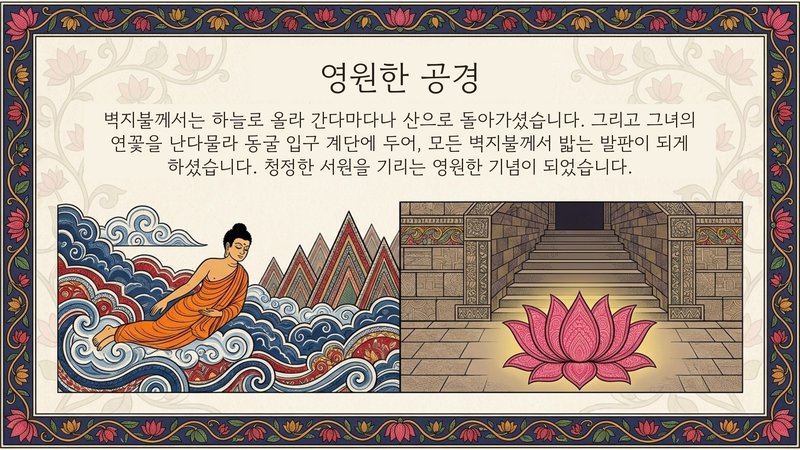 영원한 공경
벽지불께서는 하늘로 올라 간다마다나 산으로 돌아가셨습니다. 그리고 그녀의
연꽃을 난다물라 동굴 입구 계단에 두어, 모든 벽지불께서 밟는 발판이 되게
하셨습니다. 청정한 서원을 기리는 영원한 기념이 되었습니다.